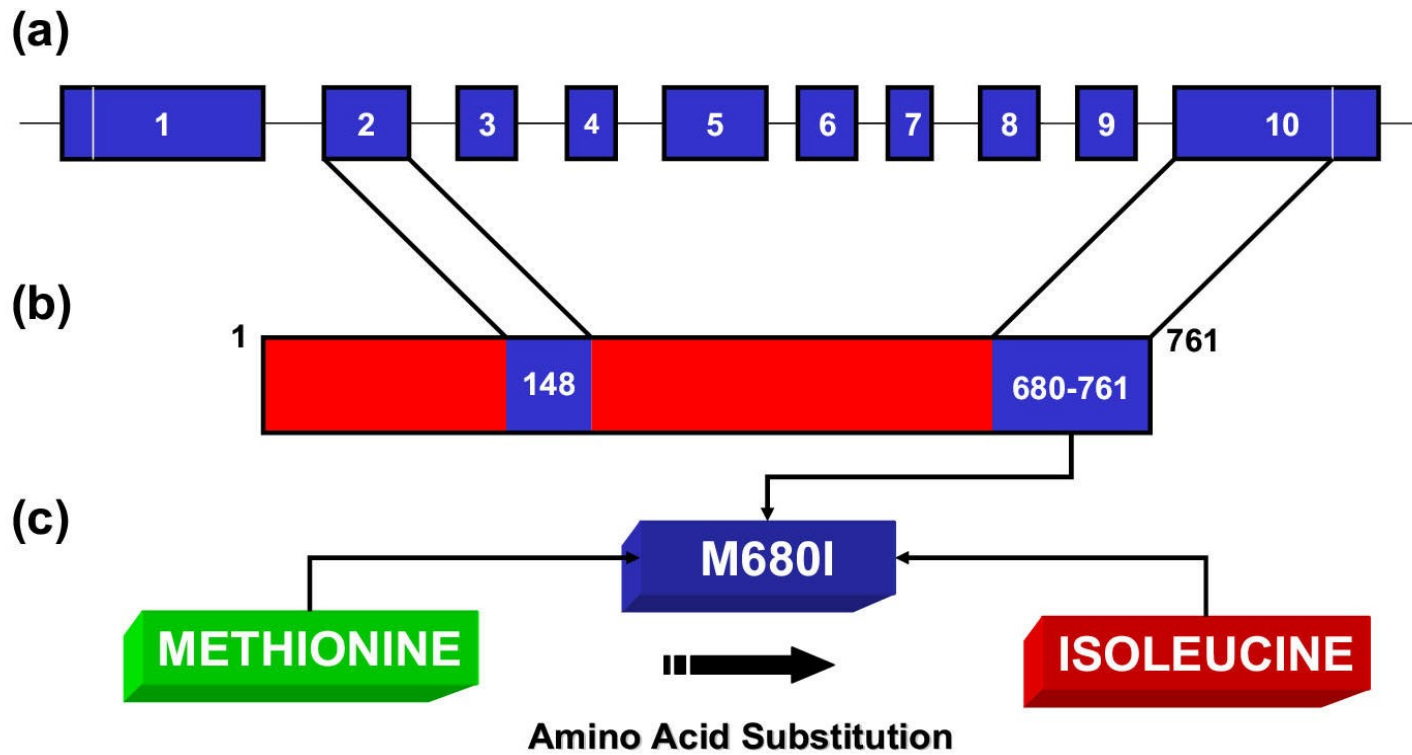 (a)
1 2 3 4 5 6 7 8 9 10
(b)
1 761
148 680-761
(c)
M680I
METHIONINE ISOLEUCINE
Amino Acid Substitution